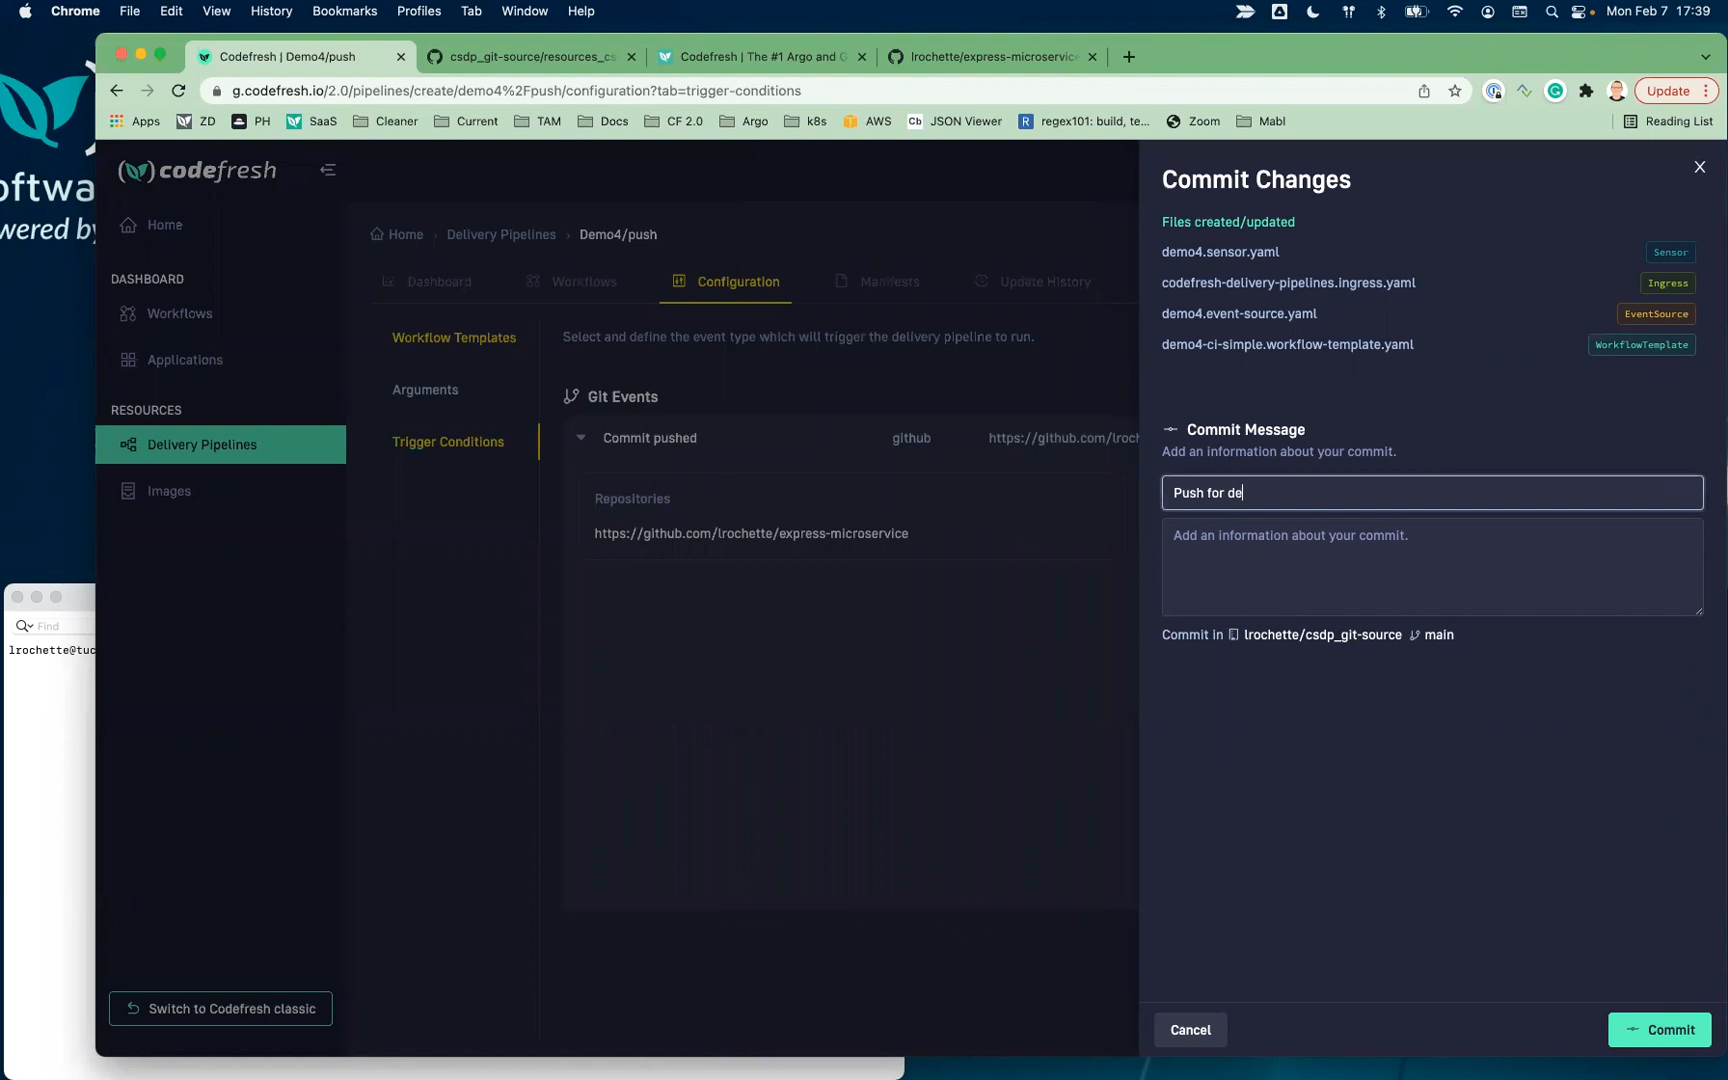 Chrome File Edit View History Bookmarks Profiles Tab Window Help Mon Feb 7 17:39
Codefresh | Demo4/push
csdp_git-source/resources_cs
Codefresh | The #1 Argo and G
lrochette/express-microservice
g.codefresh.io/2.0/pipelines/create/demo4%2Fpush/configuration?tab=trigger-conditions
Update
Apps ZD PH SaaS Cleaner Current TAM Docs CF 2.0 Argo k8s AWS JSON Viewer regex101: build, te... Zoom Mabl Reading List
codefresh
Home
DASHBOARD
Workflows
Applications
RESOURCES
Delivery Pipelines
Images
Switch to Codefresh classic
Home › Delivery Pipelines › Demo4/push
Dashboard Workflows Configuration Manifests Update History
Workflow Templates
Arguments
Trigger Conditions
Select and define the event type which will trigger the delivery pipeline to run.
Git Events
Commit pushed github https://github.com/lroch
Repositories
https://github.com/lrochette/express-microservice
Commit Changes
Files created/updated
demo4.sensor.yaml Sensor
codefresh-delivery-pipelines.ingress.yaml Ingress
demo4.event-source.yaml EventSource
demo4-ci-simple.workflow-template.yaml WorkflowTemplate
Commit Message
Add an information about your commit.
Push for de
Add an information about your commit.
Commit in lrochette/csdp_git-source main
Cancel
Commit
oftwa
wered by
Find
lrochette@tuc